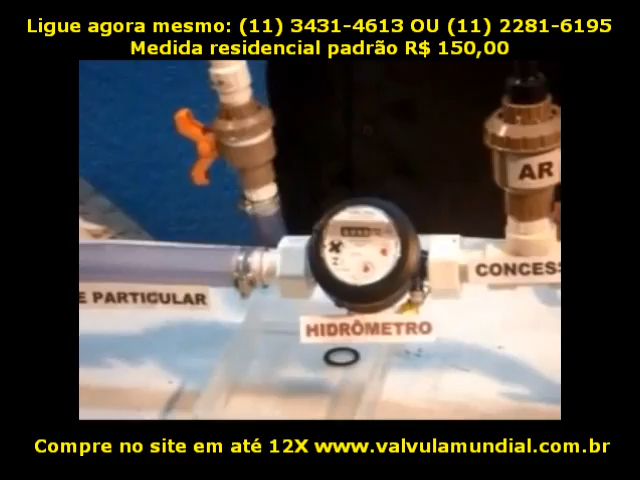 Ligue agora mesmo: (11) 3431-4613 OU (11) 2281-6195
Medida residencial padrão R$ 150,00
AR
CONCESS
E PARTICULAR
HIDRÔMETRO
Compre no site em até 12X www.valvulamundial.com.br